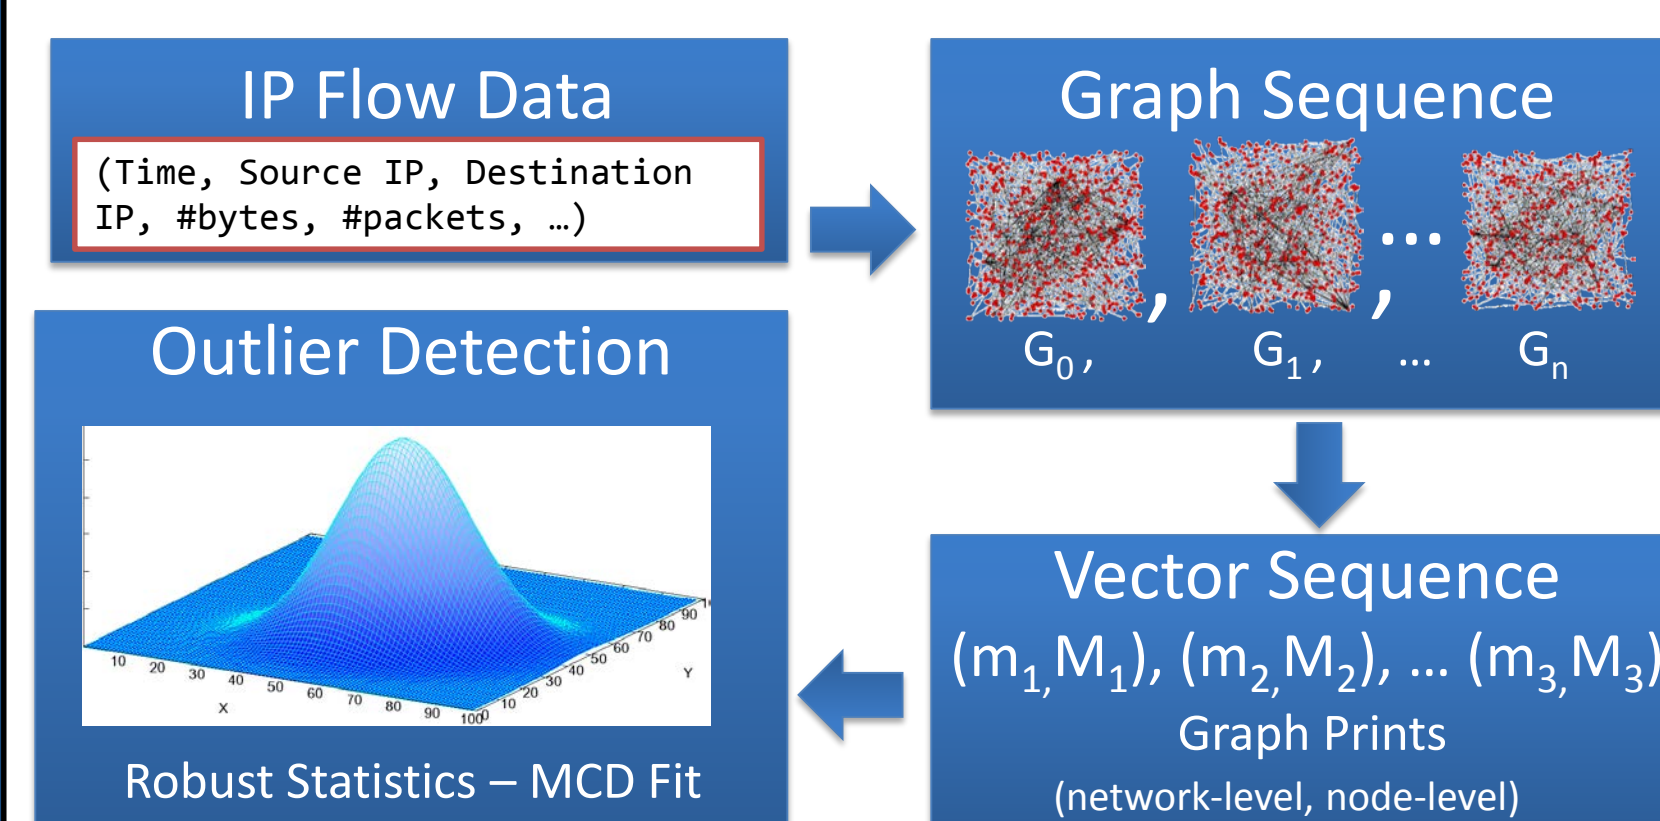 IP Flow Data
(Time, Source IP, Destination
IP, #bytes, #packets, …)
Graph Sequence
, , …
G0, G1, … Gn
Vector Sequence
(m1,M1), (m2,M2), … (m3,M3)
Graph Prints
(network-level, node-level)
Outlier Detection
10 20 30 40 50 60 70 80 90 100
X
0 10 20 30 40 50 60 70 80 90
Y
Robust Statistics – MCD Fit